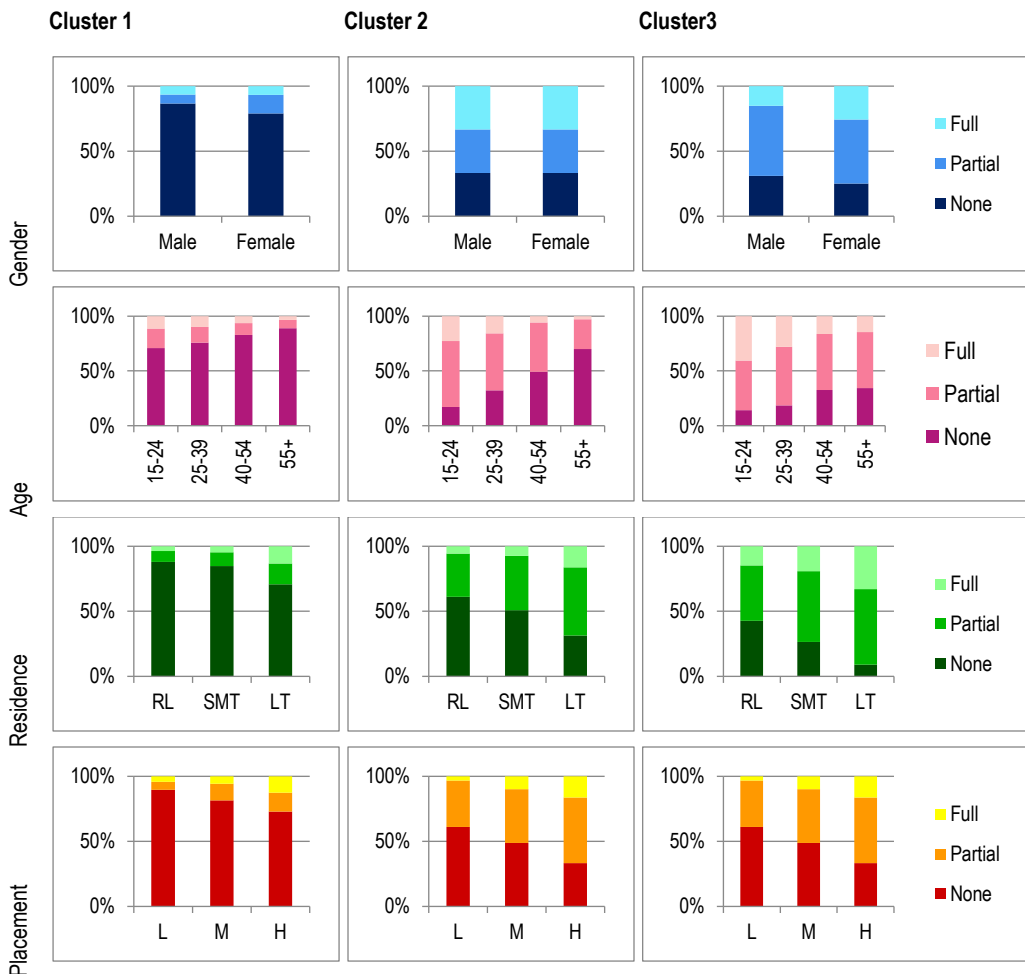 Cluster 1
Cluster 2
Cluster3
Gender
100%
50%
0%
Male Female
100%
50%
0%
Male Female
100%
50%
0%
Male Female
Full
Partial
None
Age
100%
50%
0%
15-24 25-39 40-54 55+
100%
50%
0%
15-24 25-39 40-54 55+
100%
50%
0%
15-24 25-39 40-54 55+
Full
Partial
None
Residence
100%
50%
0%
RL SMT LT
100%
50%
0%
RL SMT LT
100%
50%
0%
RL SMT LT
Full
Partial
None
Placement
100%
50%
0%
L M H
100%
50%
0%
L M H
100%
50%
0%
L M H
Full
Partial
None